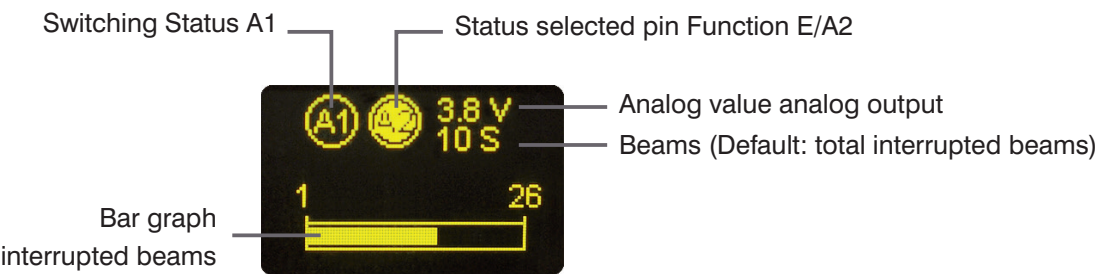 Switching Status A1
Status selected pin Function E/A2
A1 A2 3.8 V
Analog value analog output
10 S
Beams (Default: total interrupted beams)
1 26
Bar graph
interrupted beams